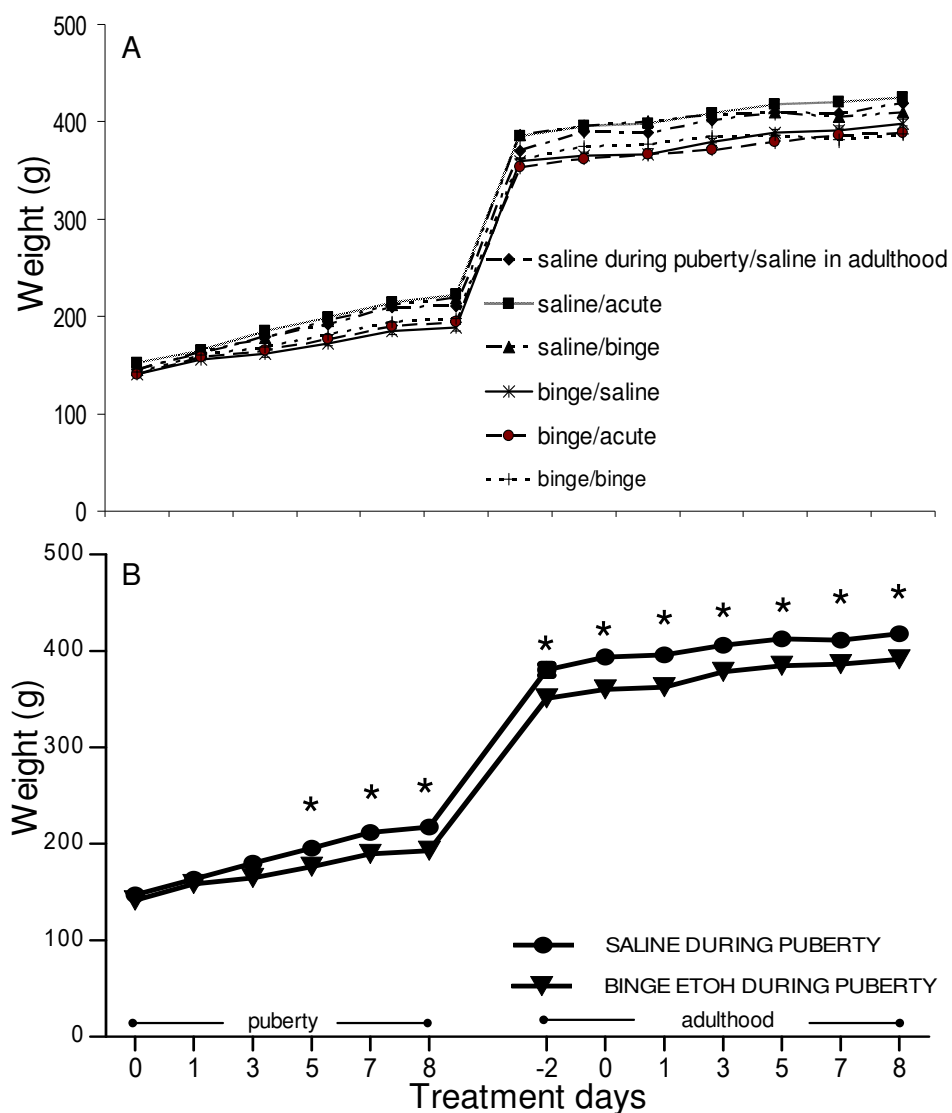 A
500
400
300
200
100
0
Weight (g)
saline during puberty/saline in adulthood
saline/acute
saline/binge
binge/saline
binge/acute
binge/binge
B
500
400
300
200
100
0
Weight (g)
* * * * * * * * * *
SALINE DURING PUBERTY
BINGE ETOH DURING PUBERTY
puberty adulthood
0 1 3 5 7 8 -2 0 1 3 5 7 8
Treatment days